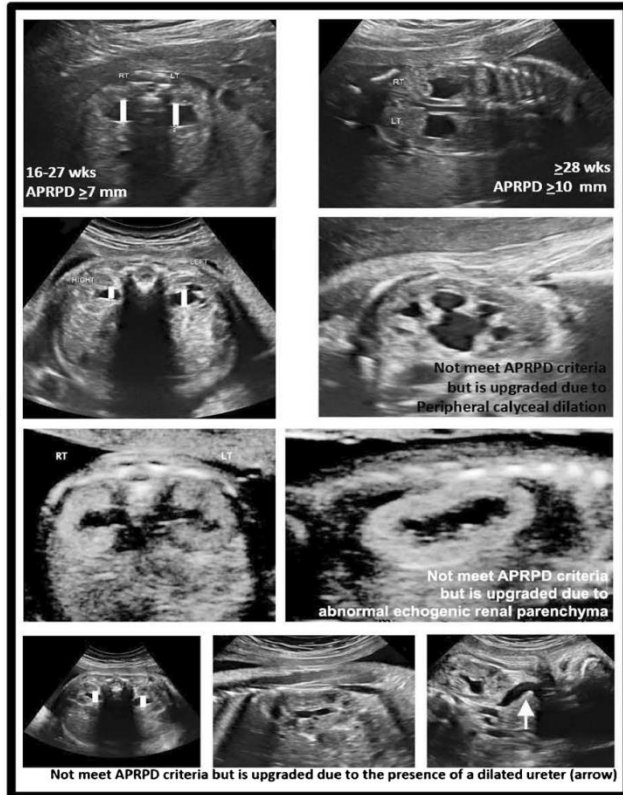 RT LT
16-27 wks
APRPD ≥7 mm
RT
LT
≥28 wks
APRPD ≥10 mm
RIGHT LEFT
Not meet APRPD criteria
but is upgraded due to
Peripheral calyceal dilation
RT LT
Not meet APRPD criteria
but is upgraded due to
abnormal echogenic renal parenchyma
Not meet APRPD criteria but is upgraded due to the presence of a dilated ureter (arrow)